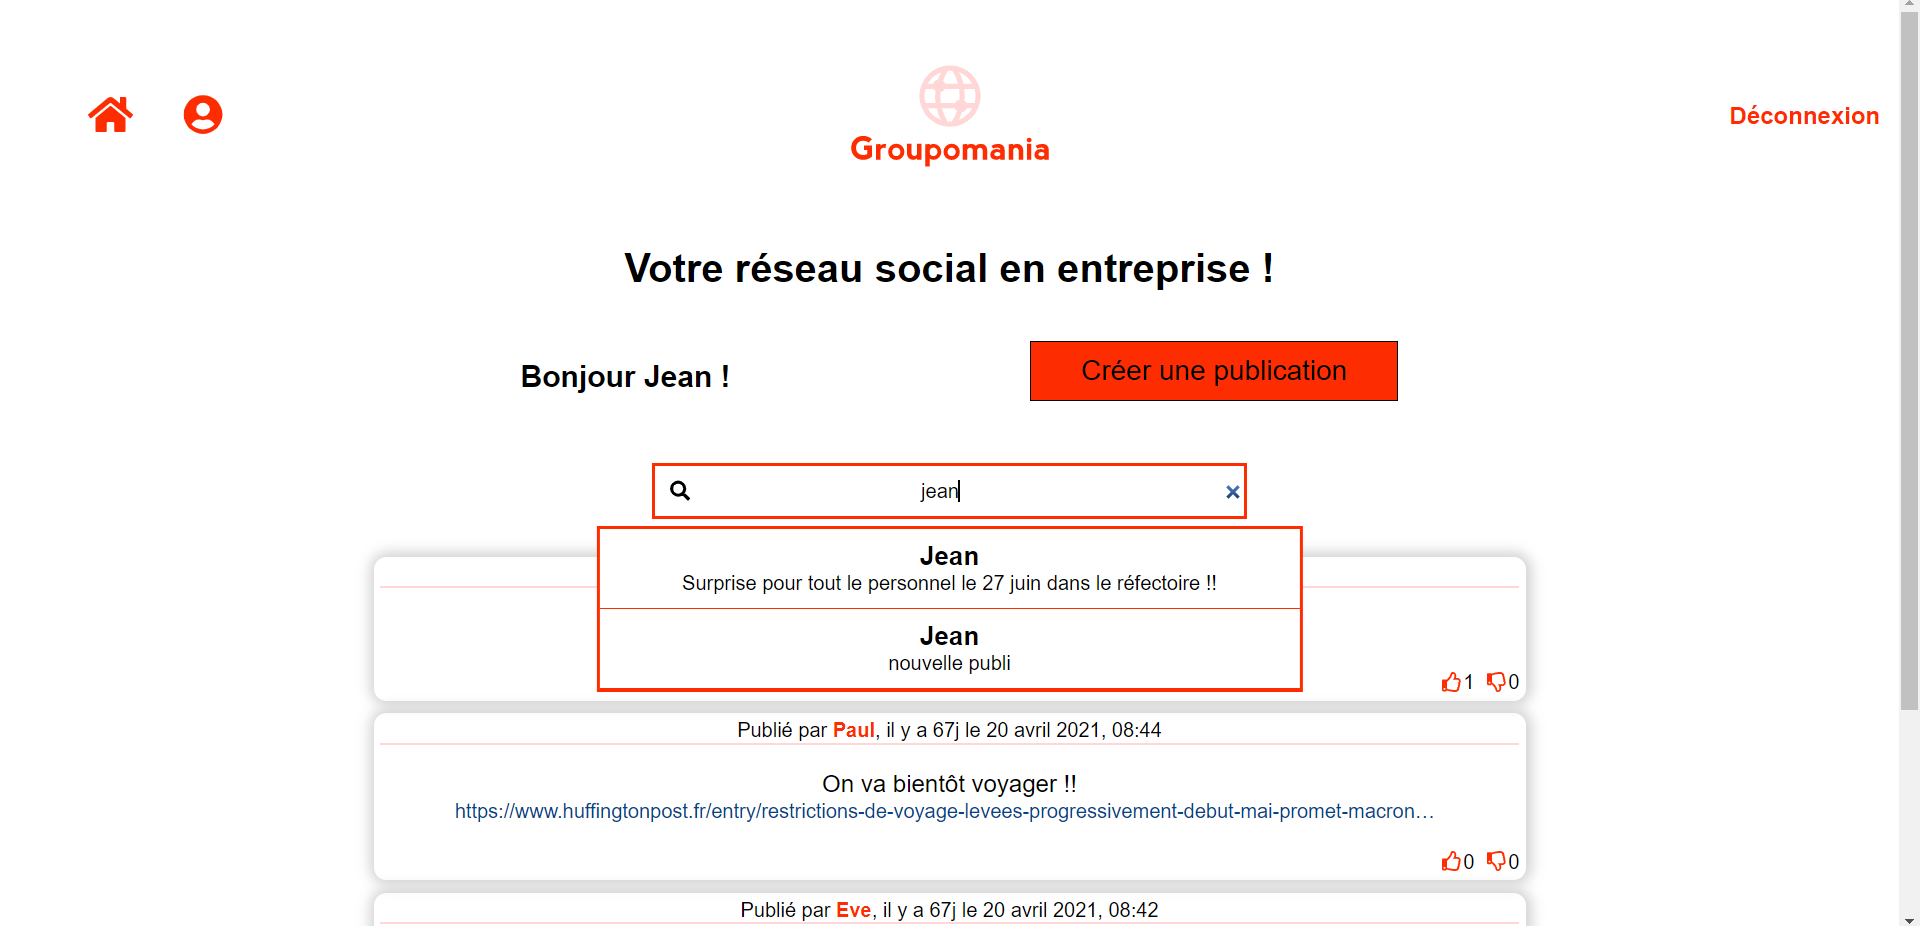 Groupomania
Déconnexion
Votre réseau social en entreprise !
Bonjour Jean !
Créer une publication
jean
Jean
Surprise pour tout le personnel le 27 juin dans le réfectoire !!
Jean
nouvelle publi
1 0
Publié par Paul, il y a 67j le 20 avril 2021, 08:44
On va bientôt voyager !!
https://www.huffingtonpost.fr/entry/restrictions-de-voyage-levees-progressivement-debut-mai-promet-macron…
0 0
Publié par Eve, il y a 67j le 20 avril 2021, 08:42